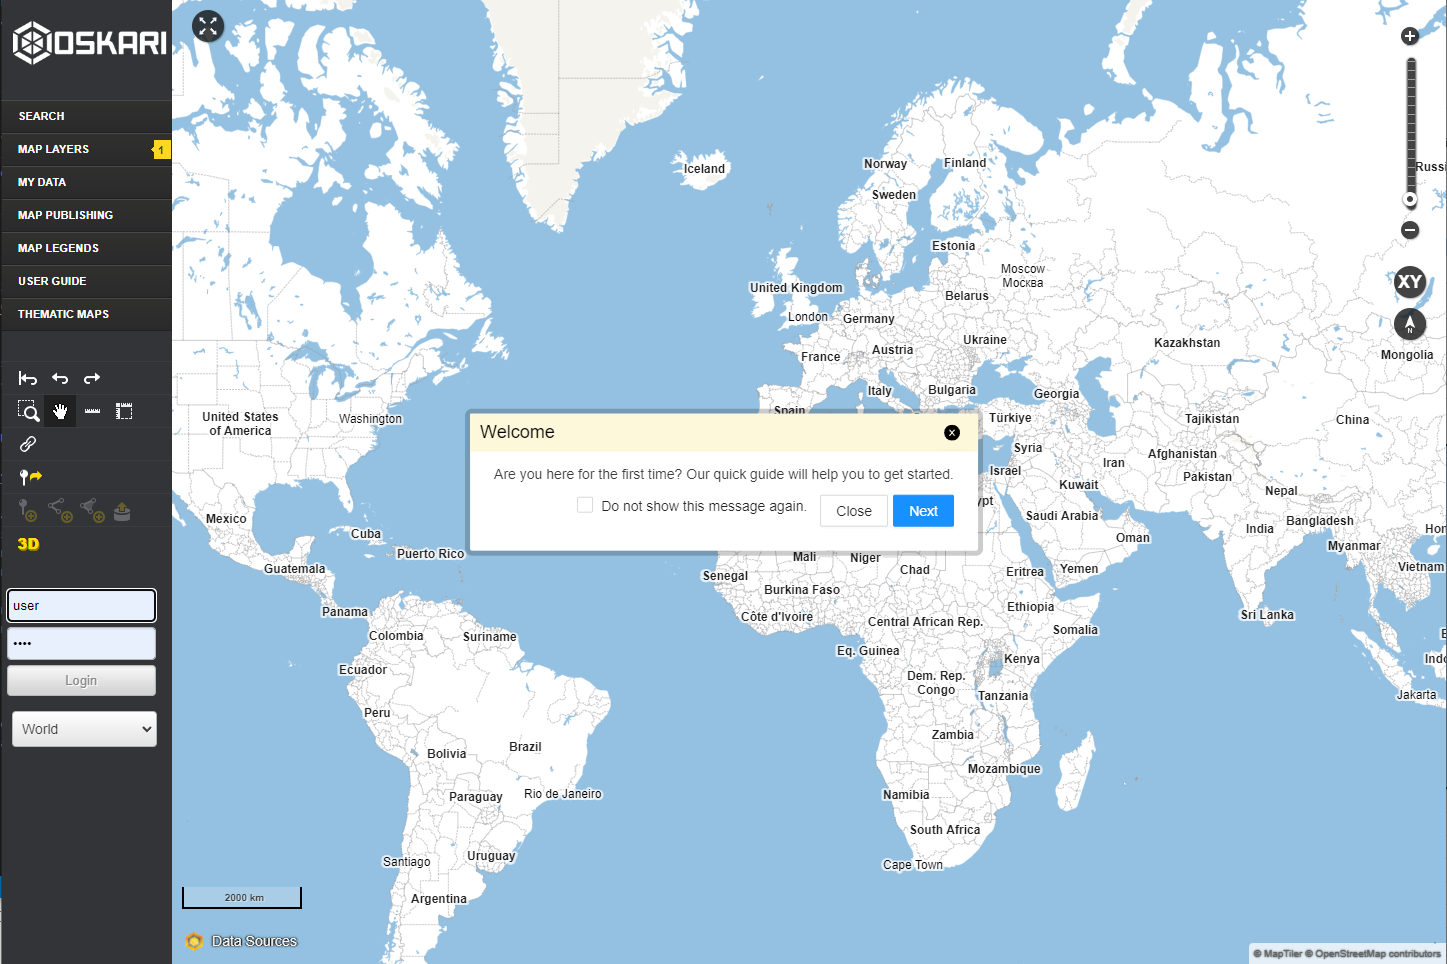 OSKARI
SEARCH
MAP LAYERS
1
MY DATA
MAP PUBLISHING
MAP LEGENDS
USER GUIDE
THEMATIC MAPS
3D
user
••••
Login
World
Iceland
Norway
Finland
Sweden
Russi
Estonia
Moscow
Москва
United Kingdom
Belarus
London
Germany
Ukraine
Kazakhstan
France
Austria
Mongolia
Italy
Bulgaria
Georgia
Spain
United States
of America
Washington
Türkiye
Tajikistan
China
Syria
Afghanistan
Israel
Iran
Pakistan
Kuwait
Nepal
ypt
Saudi Arabia
Bangladesh
India
Hon
Oman
Myanmar
Vietnam
Mexico
Cuba
Puerto Rico
Guatemala
Panama
Mali
Niger
Chad
Senegal
Eritrea
Yemen
Burkina Faso
Côte d'Ivoire
Ethiopia
Central African Rep.
Somalia
Sri Lanka
Colombia
Suriname
Eq. Guinea
Kenya
E
Indo
Ecuador
Dem. Rep.
Congo
Tanzania
Jakarta
Peru
Zambia
Bolivia
Brazil
Mozambique
Paraguay
Rio de Janeiro
Namibia
South Africa
Santiago
Uruguay
Cape Town
Argentina
Welcome
Are you here for the first time? Our quick guide will help you to get started.
Do not show this message again.
Close
Next
XY
N
2000 km
Data Sources
© MapTiler © OpenStreetMap contributors